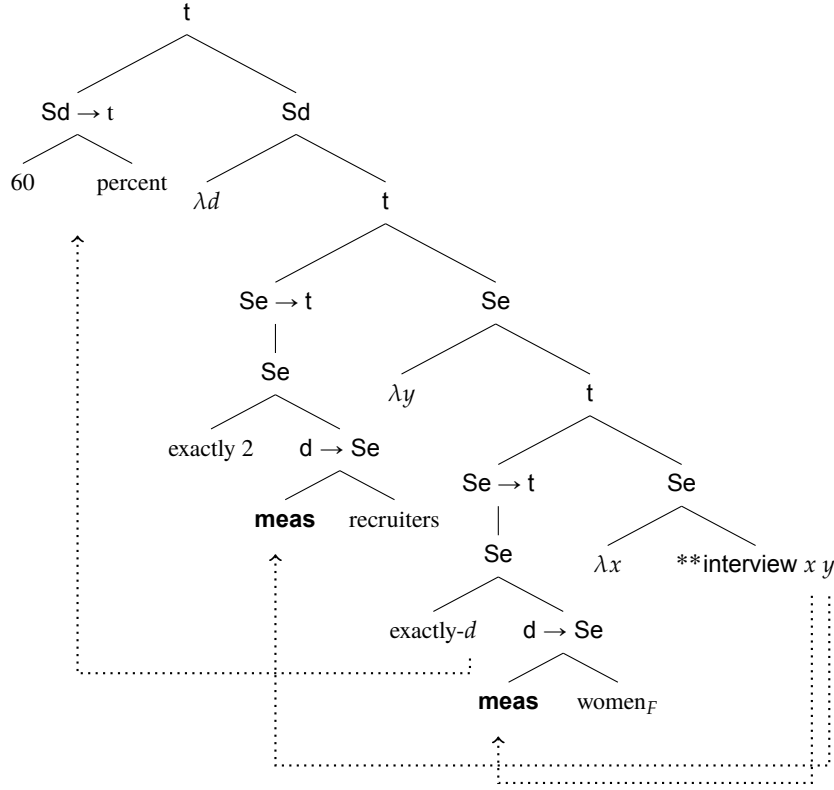 t
Sd → t Sd
60 percent λd t
Se → t Se
Se λy t
exactly 2 d → Se Se → t Se
meas recruiters Se λx **interview x y
exactly-d d → Se
meas women_F